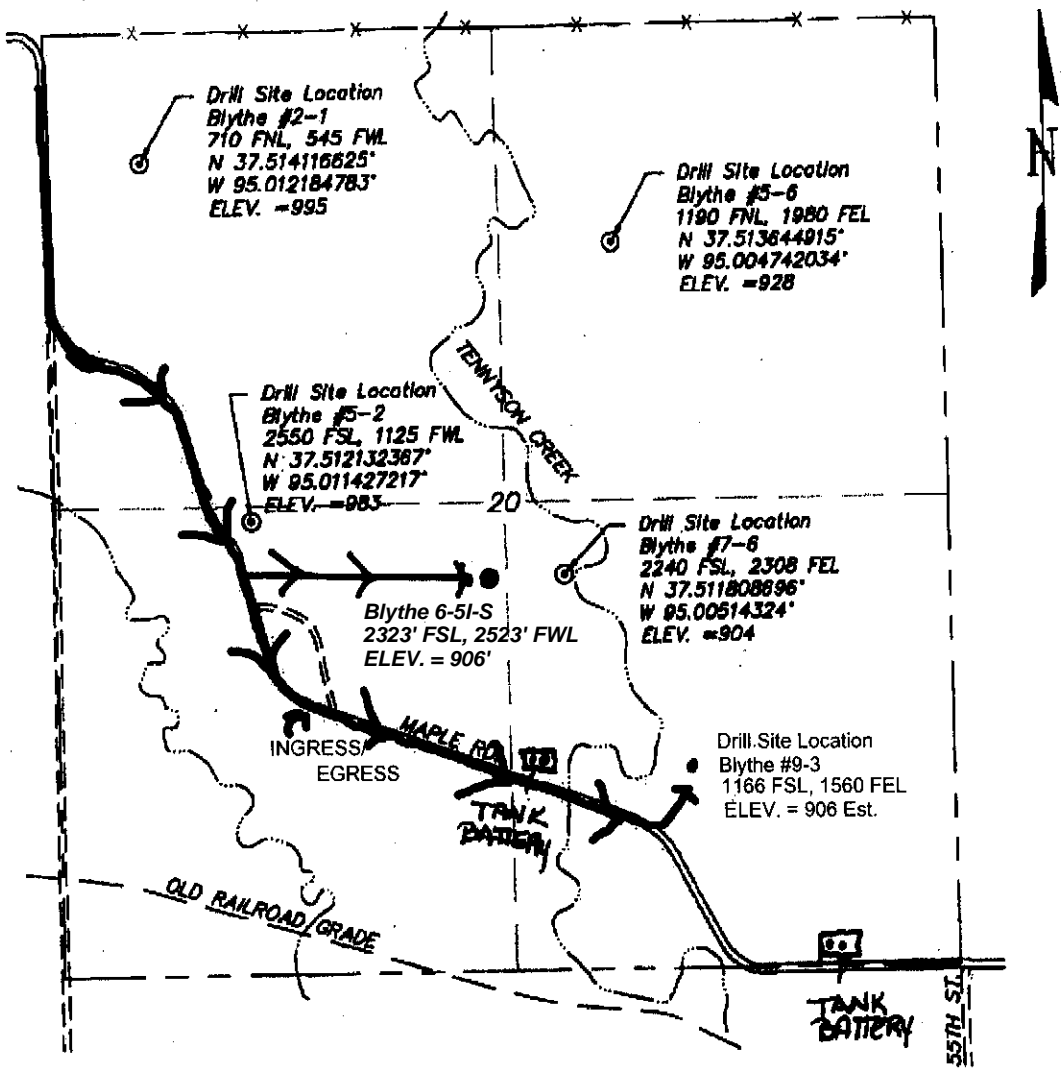 Drill Site Location
Blythe #2-1
710 FNL, 545 FWL
N 37.514116625°
W 95.012184783°
ELEV. =995
N
Drill Site Location
Blythe #5-6
1190 FNL, 1980 FEL
N 37.513644915°
W 95.004742034°
ELEV. =928
TENNYSON CREEK
Drill Site Location
Blythe #5-2
2550 FSL, 1125 FWL
N 37.512132367°
W 95.011427217°
ELEV. =983
20
Drill Site Location
Blythe #7-6
2240 FSL, 2308 FEL
N 37.511808696°
W 95.00514324°
ELEV. =904
Blythe 6-5I-S
2323' FSL, 2523' FWL
ELEV. = 906'
INGRESS/
EGRESS
MAPLE RD.
TANK
BATTERY
Drill Site Location
Blythe #9-3
1166 FSL, 1560 FEL
ELEV. = 906 Est.
OLD RAILROAD GRADE
TANK
BATTERY
55TH ST.